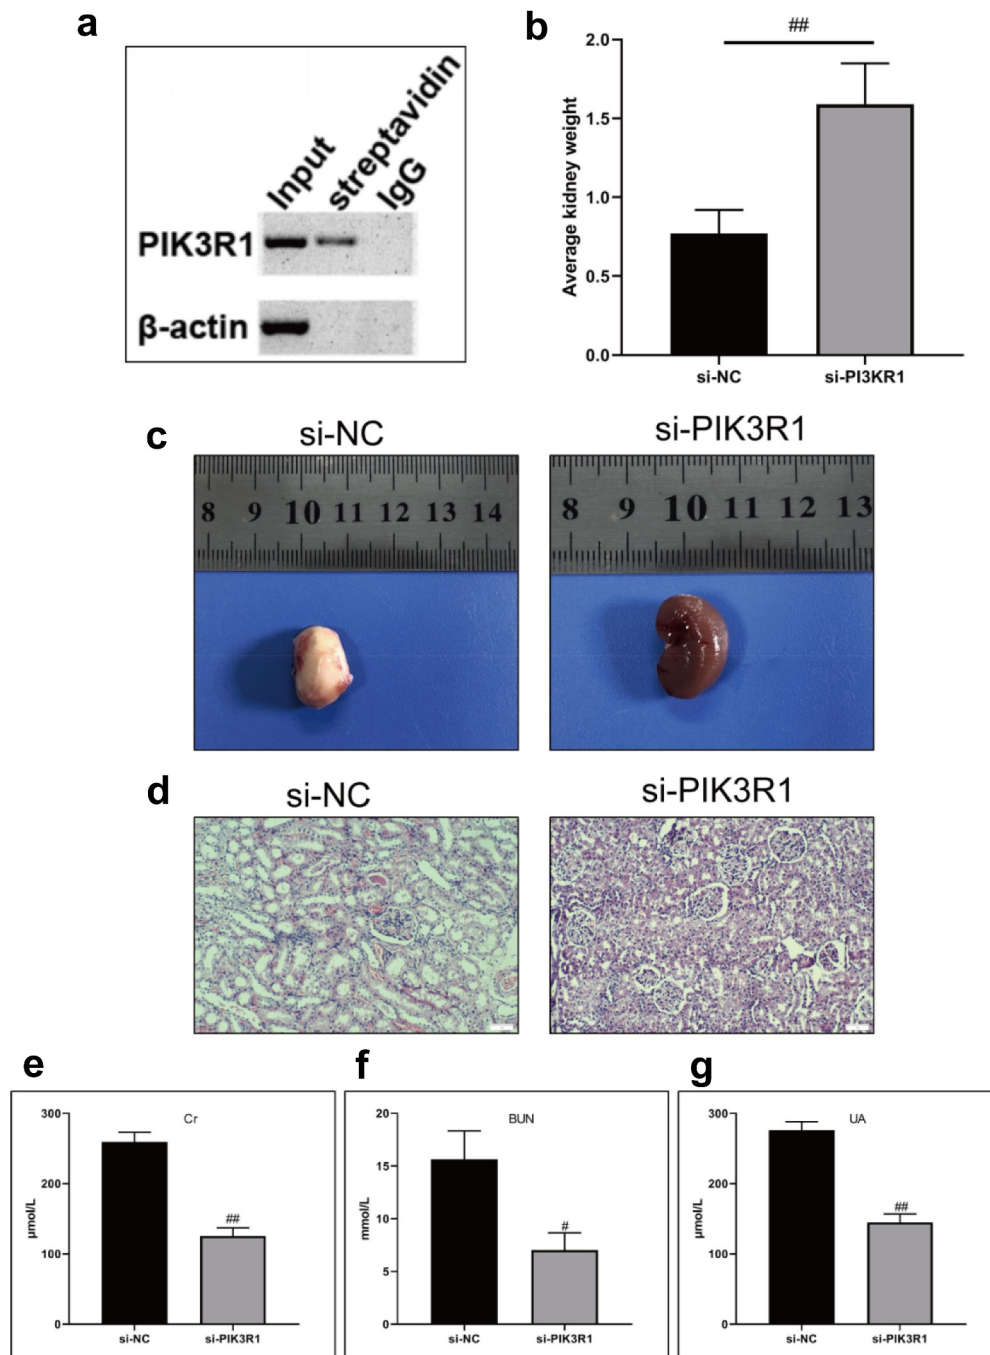 a
Input
streptavidin
IgG
PIK3R1
β-actin
b
##
2.0
1.5
1.0
0.5
0.0
Average kidney weight
si-NC
si-PI3KR1
c
si-NC
8 9 10 11 12 13 14
si-PIK3R1
8 9 10 11 12 13
d
si-NC
si-PIK3R1
e
Cr
300
200
100
0
μmol/L
##
si-NC
si-PIK3R1
f
BUN
20
15
10
5
0
mmol/L
#
si-NC
si-PIK3R1
g
UA
300
200
100
0
μmol/L
##
si-NC
si-PIK3R1